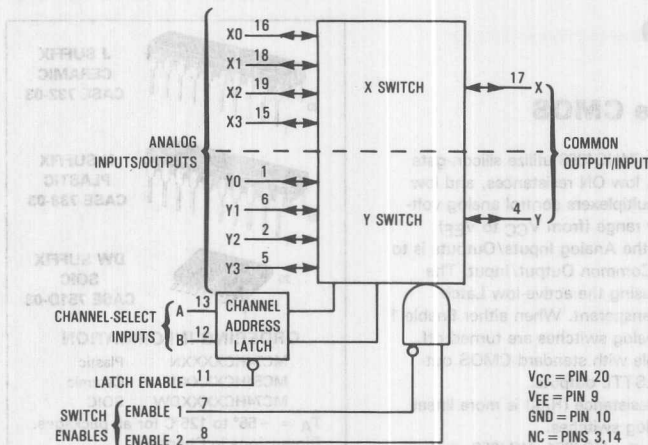 X0 16
X1 18
X2 19
X3 15
X SWITCH
17 X
ANALOG
INPUTS/OUTPUTS
COMMON
OUTPUT/INPUT
Y0 1
Y1 6
Y2 2
Y3 5
Y SWITCH
4 Y
CHANNEL-SELECT
INPUTS
A 13
B 12
CHANNEL
ADDRESS
LATCH
LATCH ENABLE 11
SWITCH
ENABLES
ENABLE 1 7
ENABLE 2 8
VCC = PIN 20
VEE = PIN 9
GND = PIN 10
NC = PINS 3,14